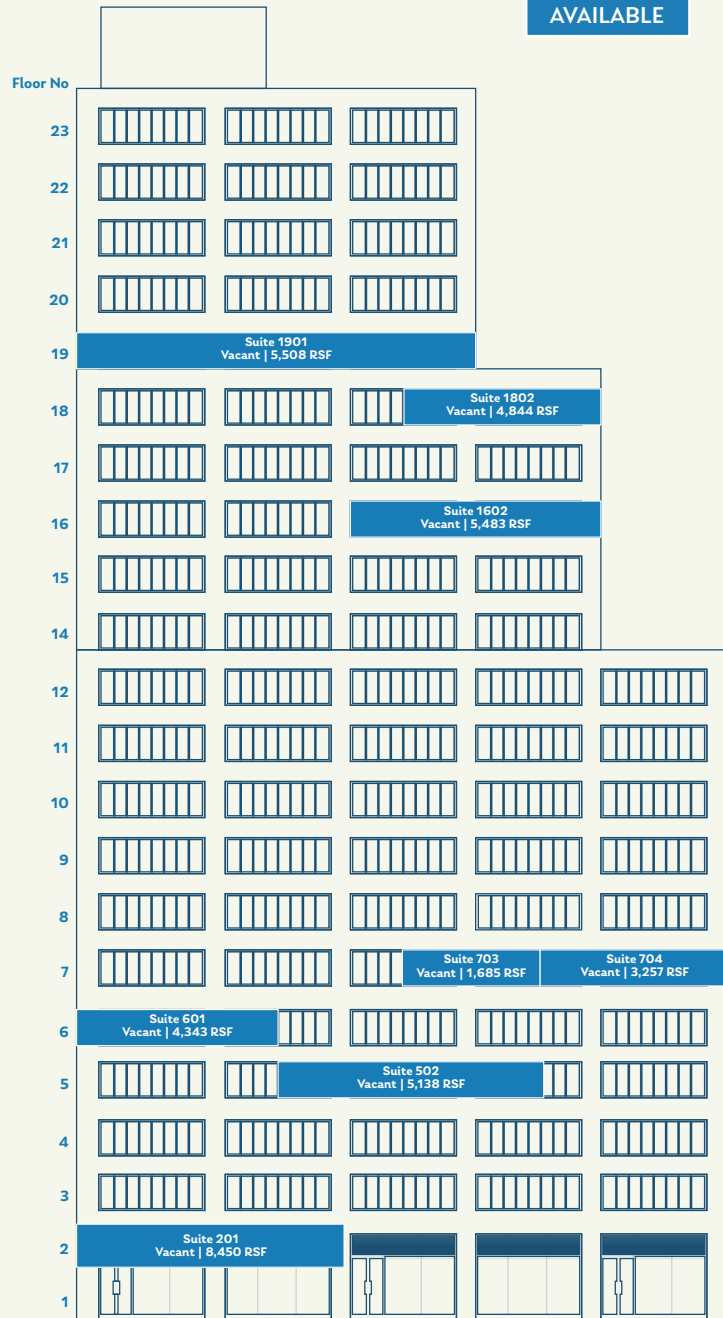 AVAILABLE
Floor No
23
22
21
20
19
Suite 1901
Vacant | 5,508 RSF
18
Suite 1802
Vacant | 4,844 RSF
17
16
Suite 1602
Vacant | 5,483 RSF
15
14
12
11
10
9
8
7
Suite 703
Vacant | 1,685 RSF
Suite 704
Vacant | 3,257 RSF
6
Suite 601
Vacant | 4,343 RSF
5
Suite 502
Vacant | 5,138 RSF
4
3
2
Suite 201
Vacant | 8,450 RSF
1